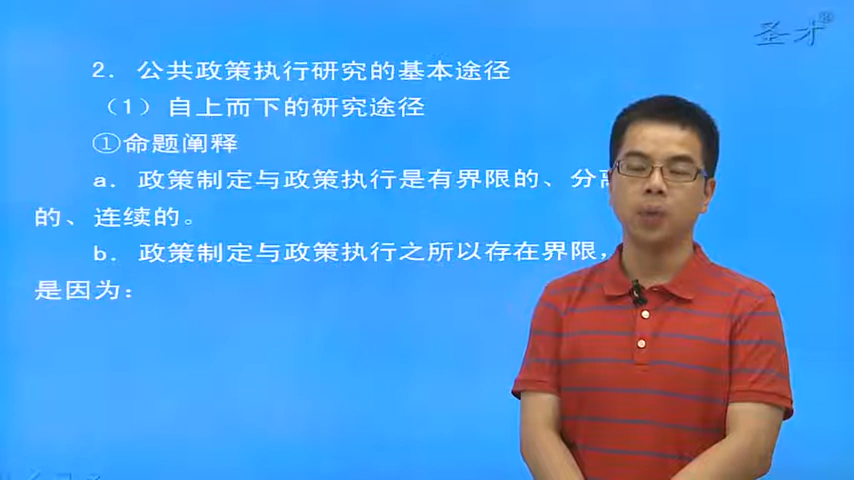 圣才®
2. 公共政策执行研究的基本途径
（1）自上而下的研究途径
①命题阐释
a. 政策制定与政策执行是有界限的、分离
的、连续的。
b. 政策制定与政策执行之所以存在界限，
是因为：